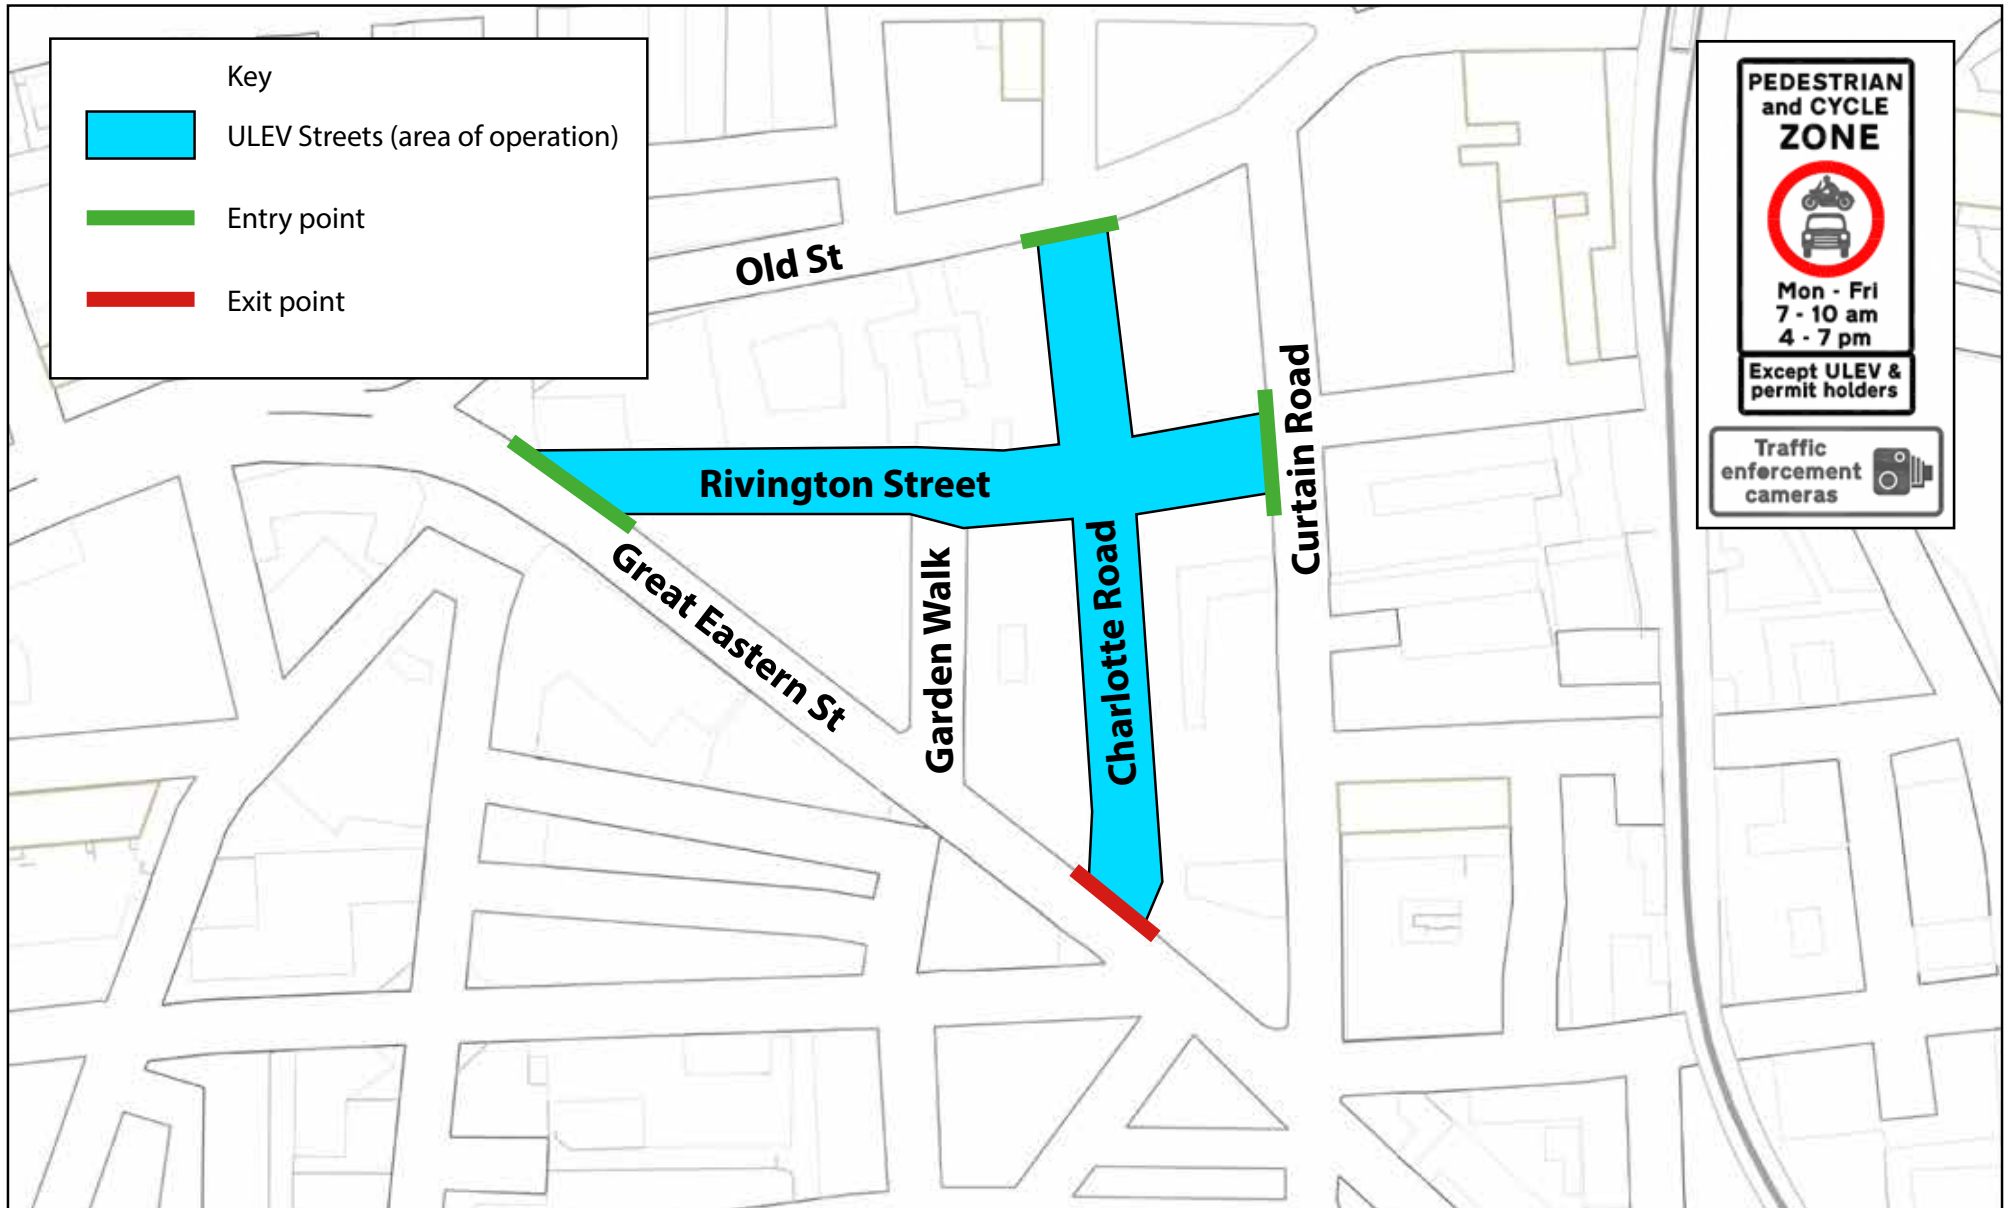 Key
ULEV Streets (area of operation)
Entry point
Exit point
PEDESTRIAN
and CYCLE
ZONE
Mon - Fri
7 - 10 am
4 - 7 pm
Except ULEV &
permit holders
Traffic
enforcement
cameras
Old St
Rivington Street
Curtain Road
Great Eastern St
Garden Walk
Charlotte Road